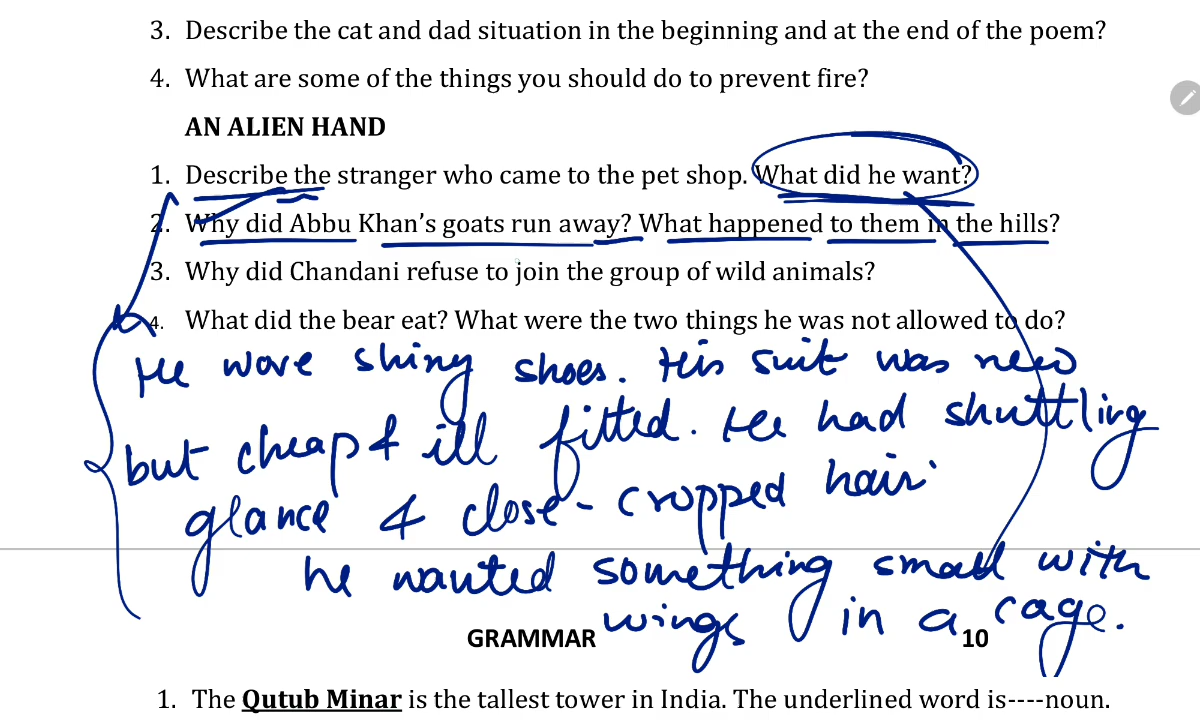 3. Describe the cat and dad situation in the beginning and at the end of the poem?
4. What are some of the things you should do to prevent fire?
AN ALIEN HAND
1. Describe the stranger who came to the pet shop. What did he want?
2. Why did Abbu Khan's goats run away? What happened to them in the hills?
3. Why did Chandani refuse to join the group of wild animals?
4. What did the bear eat? What were the two things he was not allowed to do?
He wore shiny shoes. His suit was new
but cheap & ill fitted. He had shuttling
glance & close-cropped hair.
he wanted something small with
wings in a cage.
GRAMMAR 10
1. The Qutub Minar is the tallest tower in India. The underlined word is----noun.